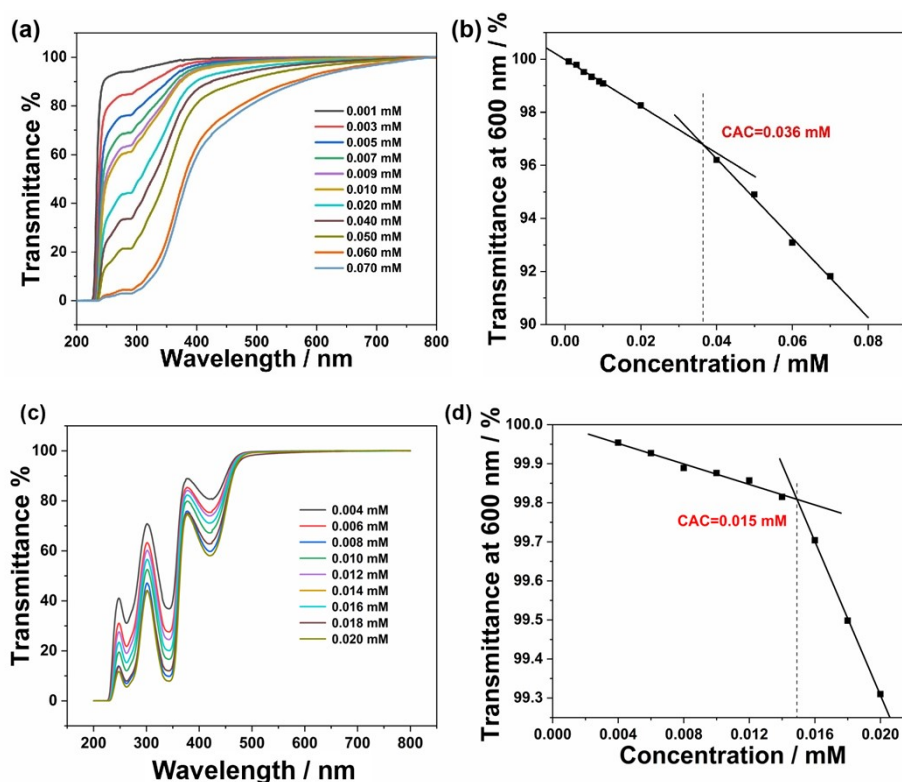 (a)
Transmittance %
100
80
60
40
20
0
200 300 400 500 600 700 800
Wavelength / nm
0.001 mM
0.003 mM
0.005 mM
0.007 mM
0.009 mM
0.010 mM
0.020 mM
0.040 mM
0.050 mM
0.060 mM
0.070 mM
(b)
Transmittance at 600 nm / %
100
98
96
94
92
90
0.00 0.02 0.04 0.06 0.08
Concentration / mM
CAC=0.036 mM
(c)
Transmittance %
100
80
60
40
20
0
200 300 400 500 600 700 800
Wavelength / nm
0.004 mM
0.006 mM
0.008 mM
0.010 mM
0.012 mM
0.014 mM
0.016 mM
0.018 mM
0.020 mM
(d)
Transmittance at 600 nm / %
100.0
99.9
99.8
99.7
99.6
99.5
99.4
99.3
0.000 0.004 0.008 0.012 0.016 0.020
Concentration / mM
CAC=0.015 mM